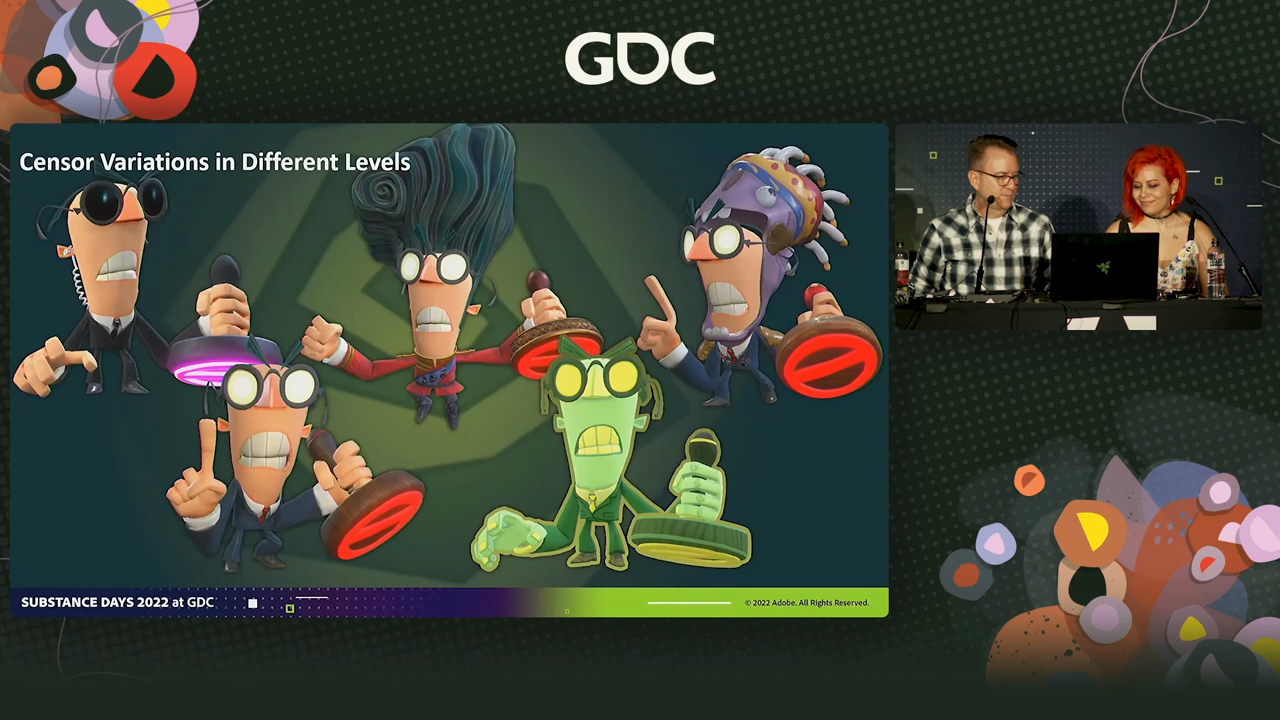 GDC
Censor Variations in Different Levels
SUBSTANCE DAYS 2022 at GDC
© 2022 Adobe. All Rights Reserved.